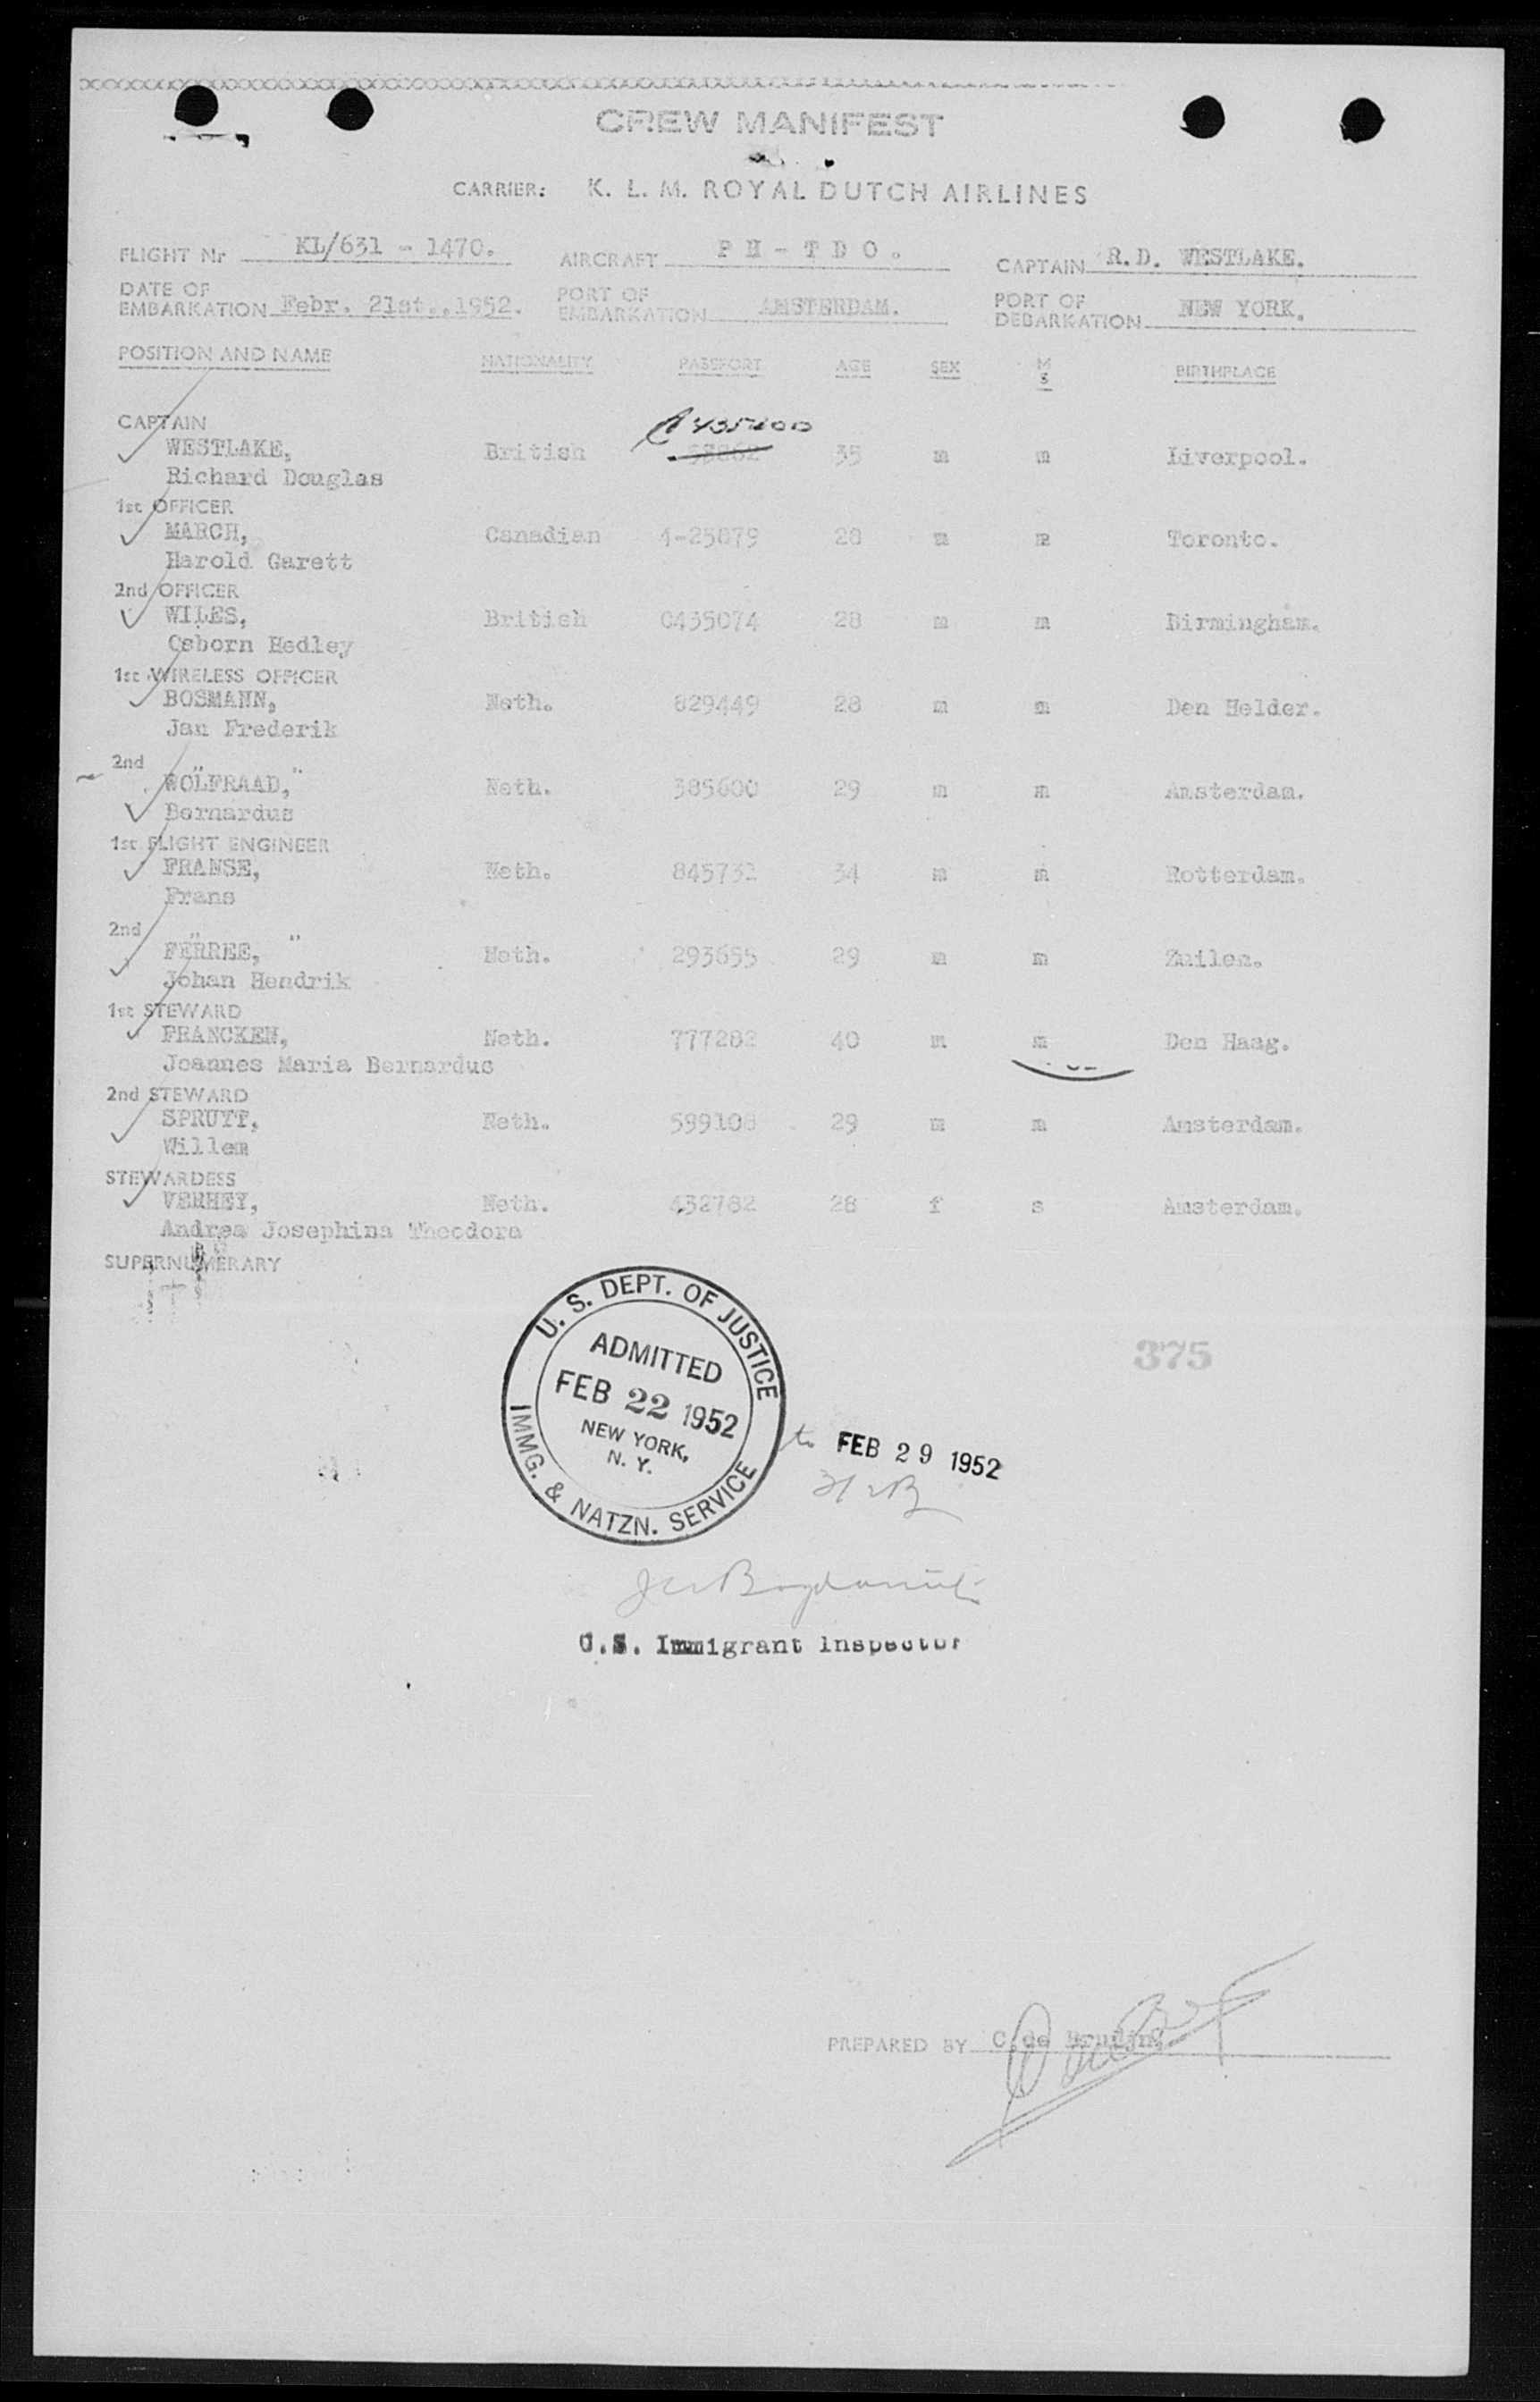 CREW MANIFEST
CARRIER: K. L. M. ROYAL DUTCH AIRLINES
FLIGHT Nr KL/631 - 1470. AIRCRAFT P H - T D O . CAPTAIN R.D. WESTLAKE.
DATE OF EMBARKATION Febr. 21st.,1952. PORT OF EMBARKATION AMSTERDAM. PORT OF DEBARKATION NEW YORK.
POSITION AND NAME NATIONALITY PASSPORT AGE SEX M S BIRTHPLACE
CAPTAIN
WESTLAKE, British 35 m m Liverpool.
Richard Douglas
1st OFFICER
MARCH, Canadian 4-25879 28 m m Toronto.
Harold Garett
2nd OFFICER
WILES, British C435074 28 m m Birmingham.
Osborn Hedley
1st WIRELESS OFFICER
BOSMANN, Neth. 829449 28 m m Den Helder.
Jan Frederik
2nd " "
WOLFRAAD, Neth. 385600 29 m m Amsterdam.
Bernardus
1st FLIGHT ENGINEER
FRANSE, Neth. 845732 34 m m Rotterdam.
Frans
2nd " "
FERREE, Neth. 293655 29 m m Zuilen.
Johan Hendrik
1st STEWARD
FRANCKEN, Neth. 777282 40 m m Den Haag.
Joannes Maria Bernardus
2nd STEWARD
SPRUYT, Neth. 599108 29 m m Amsterdam.
Willem
STEWARDESS
VERHEY, Neth. 432782 28 f s Amsterdam.
Andrea Josephina Theodora
SUPERNUMERARY
375
U. S. DEPT. OF JUSTICE
ADMITTED
FEB 22 1952
NEW YORK,
N. Y.
IMMG. & NATZN. SERVICE
to FEB 29 1952
U.S. Immigrant Inspector
PREPARED BY C.de Bruijn.